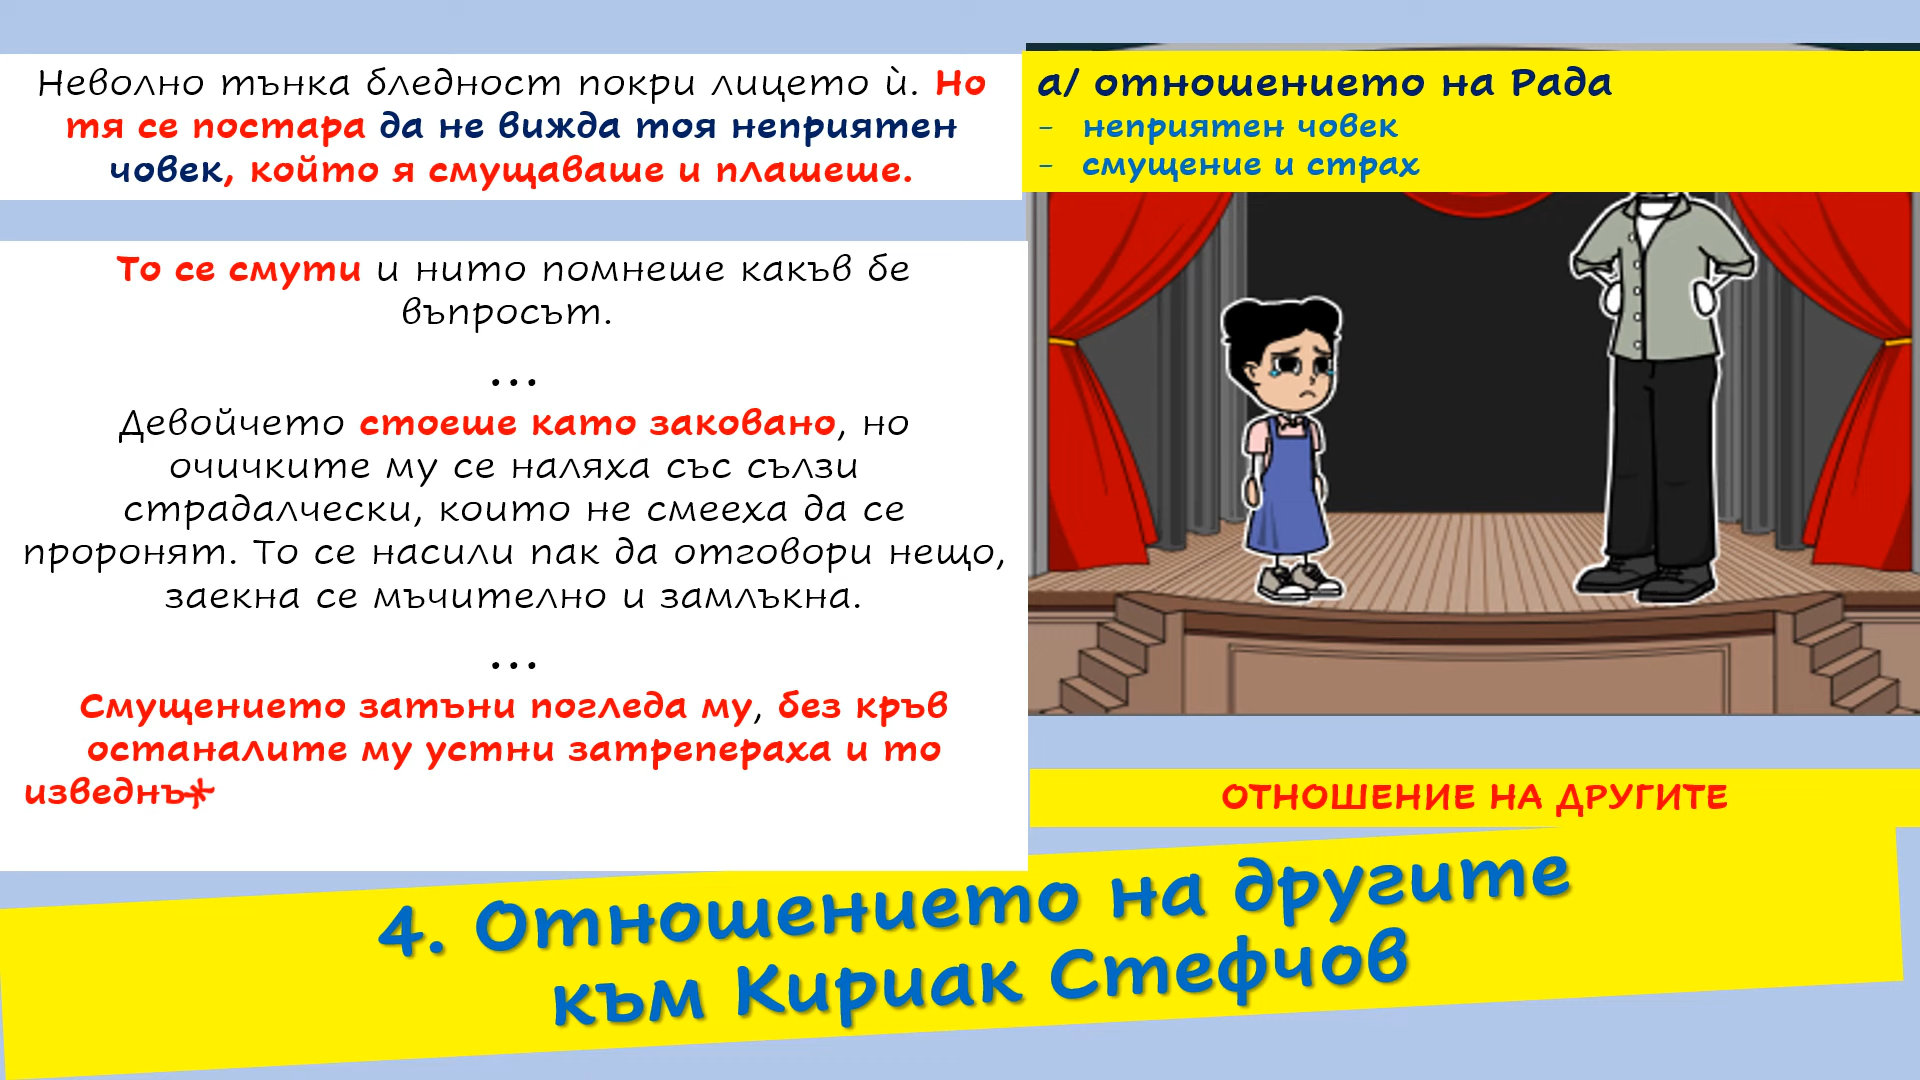 Неволно тънка бледност покри лицето ѝ. Но
тя се постара да не вижда тоя неприятен
човек, който я смущаваше и плашеше.
а/ отношението на Рада
- неприятен човек
- смущение и страх
То се смути и нито помнеше какъв бе
въпросът.
...
Девойчето стоеше като заковано, но
очичките му се наляха със сълзи
страдалчески, които не смееха да се
проронят. То се насили пак да отговори нещо,
заекна се мъчително и замлъкна.
...
Смущението затъни погледа му, без кръв
останалите му устни затрепераха и то
изведнъж
ОТНОШЕНИЕ НА ДРУГИТЕ
4. Отношението на другите
към Кириак Стефчов